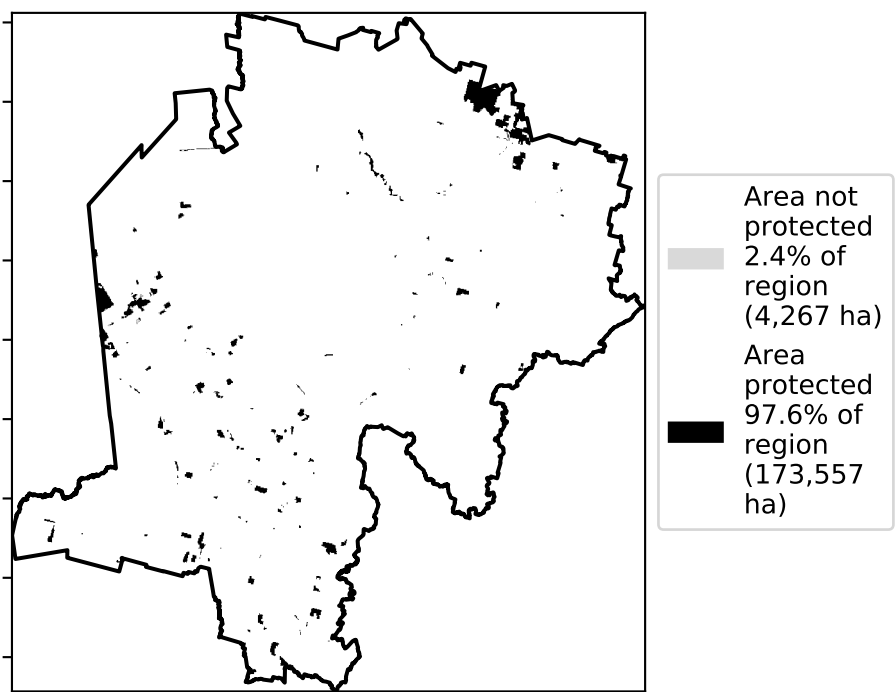 Area not
protected
2.4% of
region
(4,267 ha)
Area
protected
97.6% of
region
(173,557
ha)